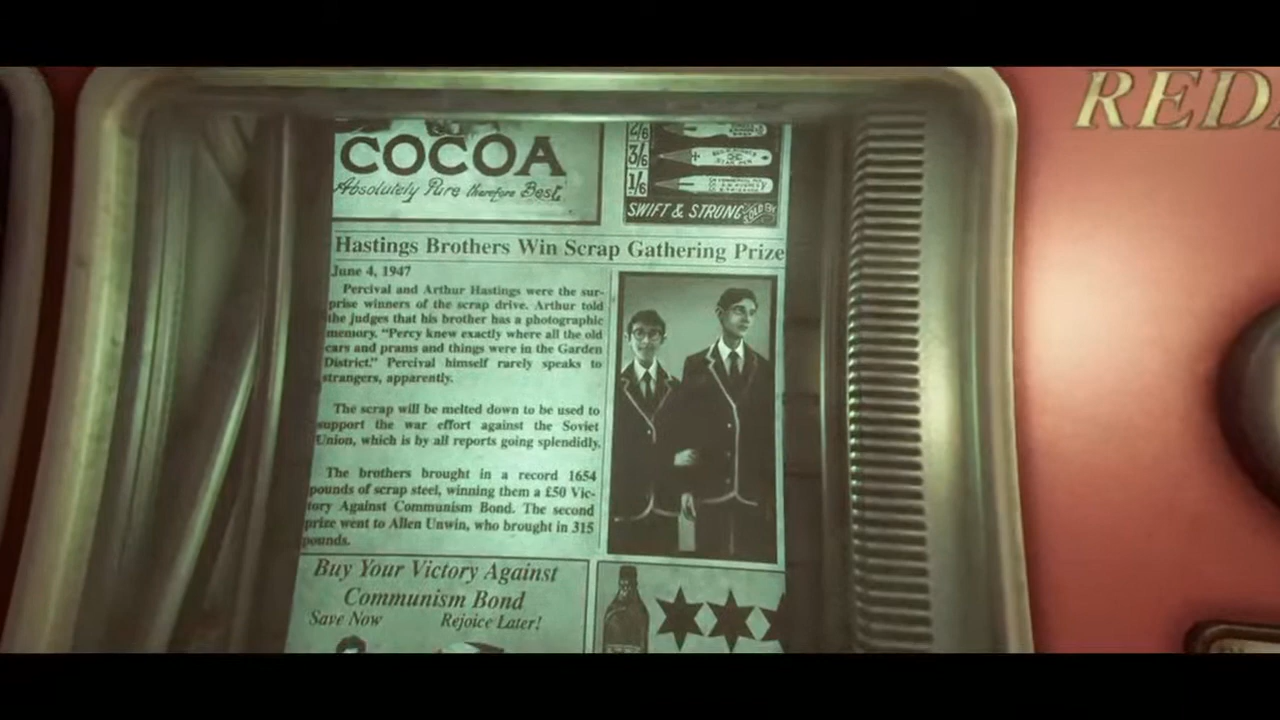 COCOA
Absolutely Pure therefore Best.
2/6
3/6
1/6
SWIFT & STRONG
REDA
Hastings Brothers Win Scrap Gathering Prize
June 4, 1947
Percival and Arthur Hastings were the sur-
prise winners of the scrap drive. Arthur told
the judges that his brother has a photographic
memory. “Percy knew exactly where all the old
cars and prams and things were in the Garden
District.” Percival himself rarely speaks to
strangers, apparently.
The scrap will be melted down to be used to
support the war effort against the Soviet
Union, which is by all reports going splendidly.
The brothers brought in a record 1654
pounds of scrap steel, winning them a £50 Vic-
tory Against Communism Bond. The second
prize went to Allen Unwin, who brought in 315
pounds.
Buy Your Victory Against
Communism Bond
Save Now Rejoice Later!